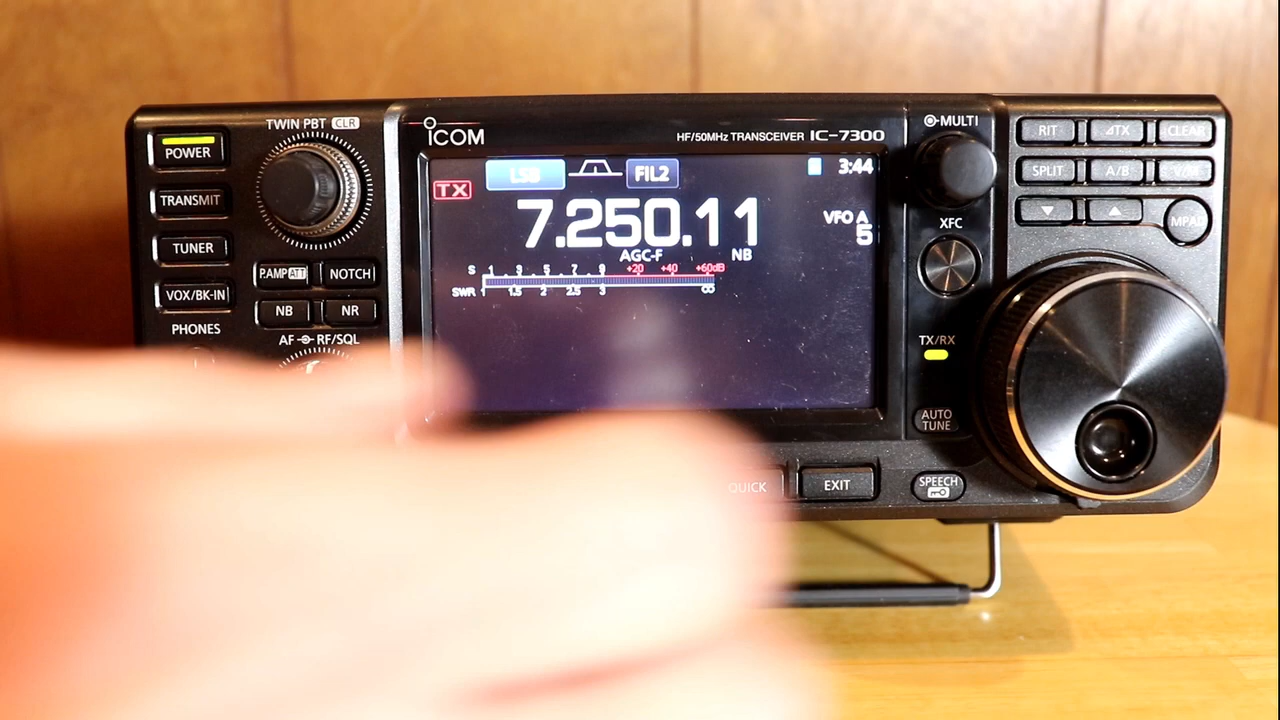 TWIN PBT CLR
POWER
TRANSMIT
TUNER
VOX/BK-IN
PHONES
P.AMP ATT
NOTCH
NB
NR
AF RF/SQL
ICOM
HF/50MHz TRANSCEIVER IC-7300
LSB
FIL2
3:44
TX
7.250.11
VFO A
5
AGC-F
NB
S 1 3 5 7 9 +20 +40 +60dB
SWR 1 1.5 2 2.5 3 ∞
MULTI
XFC
TX/RX
AUTO
TUNE
QUICK
EXIT
SPEECH
RIT
⊿TX
CLEAR
SPLIT
A/B
V/M
MPAD